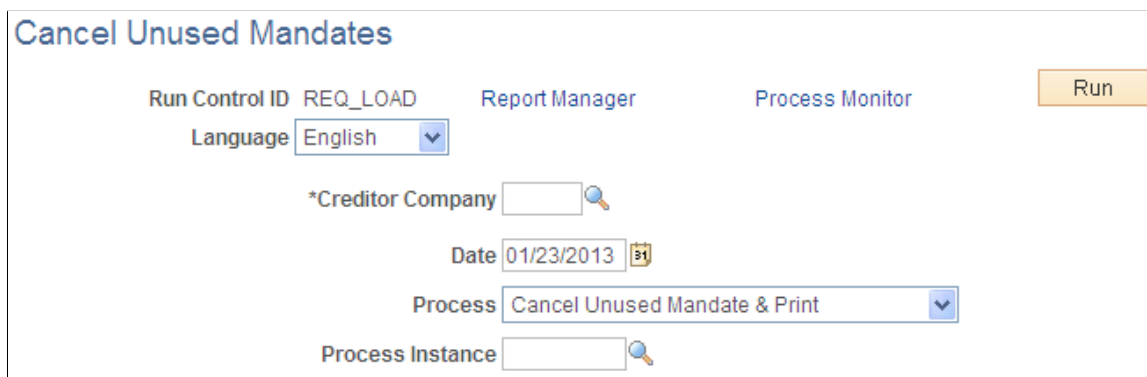 Cancel Unused Mandates
Run Control ID REQ_LOAD Report Manager Process Monitor Run
Language English
*Creditor Company
Date 01/23/2013 31
Process Cancel Unused Mandate & Print
Process Instance